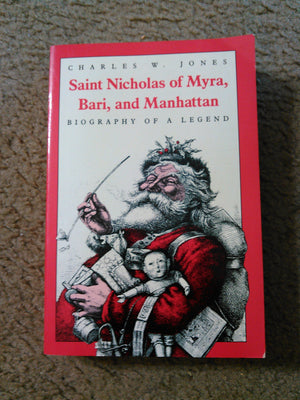 CHARLES W. JONES
Saint Nicholas of Myra,
Bari, and Manhattan
BIOGRAPHY OF A LEGEND